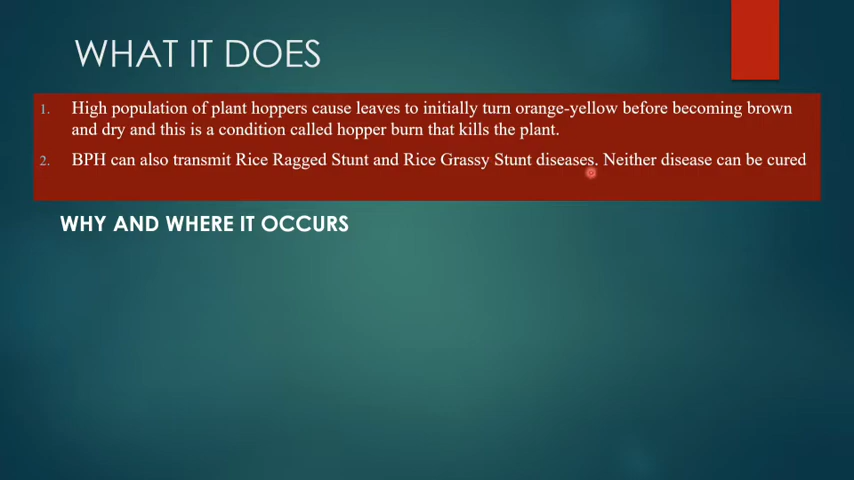 WHAT IT DOES
1. High population of plant hoppers cause leaves to initially turn orange-yellow before becoming brown
and dry and this is a condition called hopper burn that kills the plant.
2. BPH can also transmit Rice Ragged Stunt and Rice Grassy Stunt diseases. Neither disease can be cured
WHY AND WHERE IT OCCURS